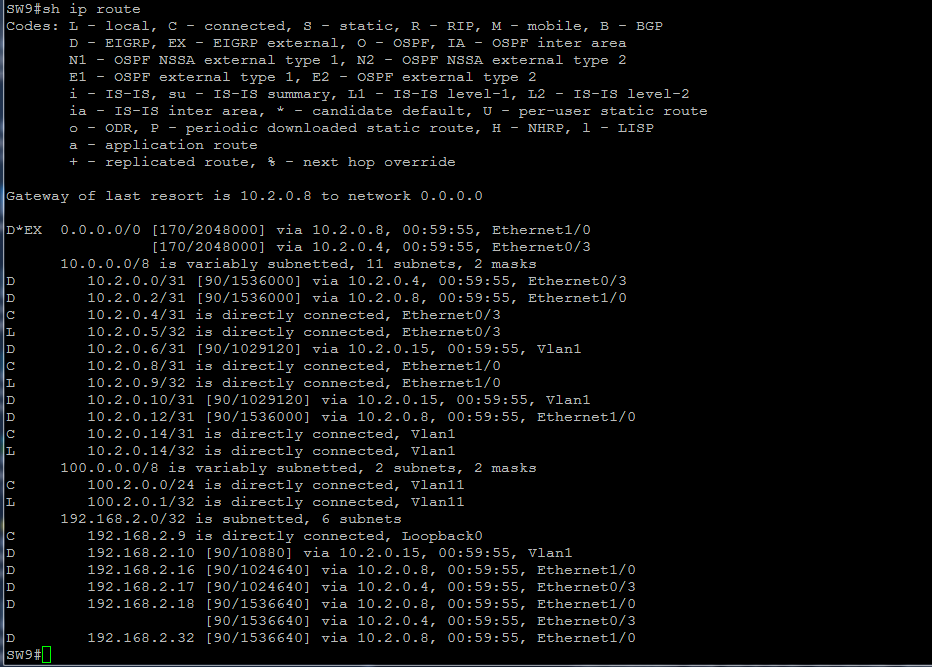 SW9#sh ip route
Codes: L - local, C - connected, S - static, R - RIP, M - mobile, B - BGP
       D - EIGRP, EX - EIGRP external, O - OSPF, IA - OSPF inter area
       N1 - OSPF NSSA external type 1, N2 - OSPF NSSA external type 2
       E1 - OSPF external type 1, E2 - OSPF external type 2
       i - IS-IS, su - IS-IS summary, L1 - IS-IS level-1, L2 - IS-IS level-2
       ia - IS-IS inter area, * - candidate default, U - per-user static route
       o - ODR, P - periodic downloaded static route, H - NHRP, l - LISP
       a - application route
       + - replicated route, % - next hop override

Gateway of last resort is 10.2.0.8 to network 0.0.0.0

D*EX  0.0.0.0/0 [170/2048000] via 10.2.0.8, 00:59:55, Ethernet1/0
                [170/2048000] via 10.2.0.4, 00:59:55, Ethernet0/3
      10.0.0.0/8 is variably subnetted, 11 subnets, 2 masks
D        10.2.0.0/31 [90/1536000] via 10.2.0.4, 00:59:55, Ethernet0/3
D        10.2.0.2/31 [90/1536000] via 10.2.0.8, 00:59:55, Ethernet1/0
C        10.2.0.4/31 is directly connected, Ethernet0/3
L        10.2.0.5/32 is directly connected, Ethernet0/3
D        10.2.0.6/31 [90/1029120] via 10.2.0.15, 00:59:55, Vlan1
C        10.2.0.8/31 is directly connected, Ethernet1/0
L        10.2.0.9/32 is directly connected, Ethernet1/0
D        10.2.0.10/31 [90/1029120] via 10.2.0.15, 00:59:55, Vlan1
D        10.2.0.12/31 [90/1536000] via 10.2.0.8, 00:59:55, Ethernet1/0
C        10.2.0.14/31 is directly connected, Vlan1
L        10.2.0.14/32 is directly connected, Vlan1
      100.0.0.0/8 is variably subnetted, 2 subnets, 2 masks
C        100.2.0.0/24 is directly connected, Vlan11
L        100.2.0.1/32 is directly connected, Vlan11
      192.168.2.0/32 is subnetted, 6 subnets
C        192.168.2.9 is directly connected, Loopback0
D        192.168.2.10 [90/10880] via 10.2.0.15, 00:59:55, Vlan1
D        192.168.2.16 [90/1024640] via 10.2.0.8, 00:59:55, Ethernet1/0
D        192.168.2.17 [90/1024640] via 10.2.0.4, 00:59:55, Ethernet0/3
D        192.168.2.18 [90/1536640] via 10.2.0.8, 00:59:55, Ethernet1/0
                      [90/1536640] via 10.2.0.4, 00:59:55, Ethernet0/3
D        192.168.2.32 [90/1536640] via 10.2.0.8, 00:59:55, Ethernet1/0
SW9#